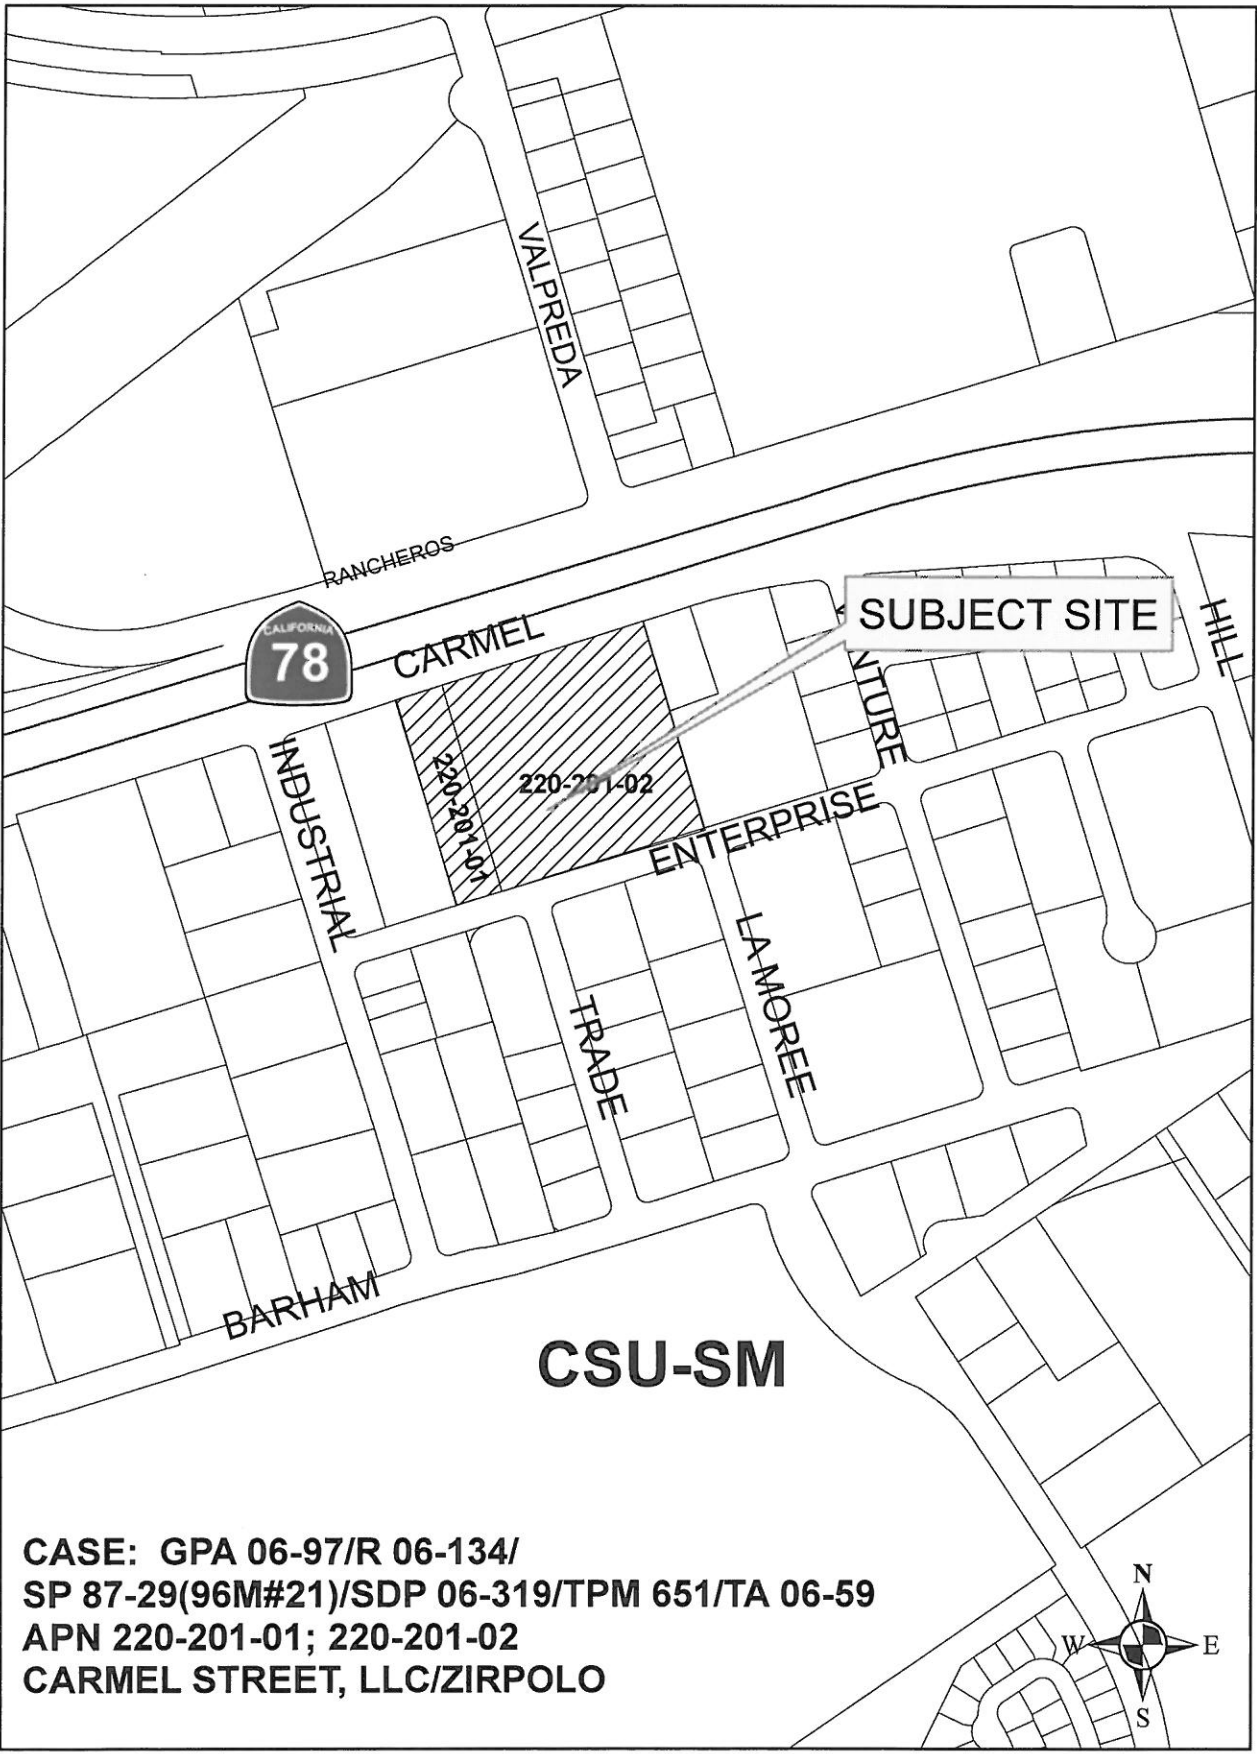 VALPREDA
RANCHEROS
CALIFORNIA
78
CARMEL
SUBJECT SITE
HILL
NTURE
INDUSTRIAL
220-201-01
220-201-02
ENTERPRISE
LA MOREE
TRADE
BARHAM
CSU-SM
CASE: GPA 06-97/R 06-134/
SP 87-29(96M#21)/SDP 06-319/TPM 651/TA 06-59
APN 220-201-01; 220-201-02
CARMEL STREET, LLC/ZIRPOLO
N
W
E
S